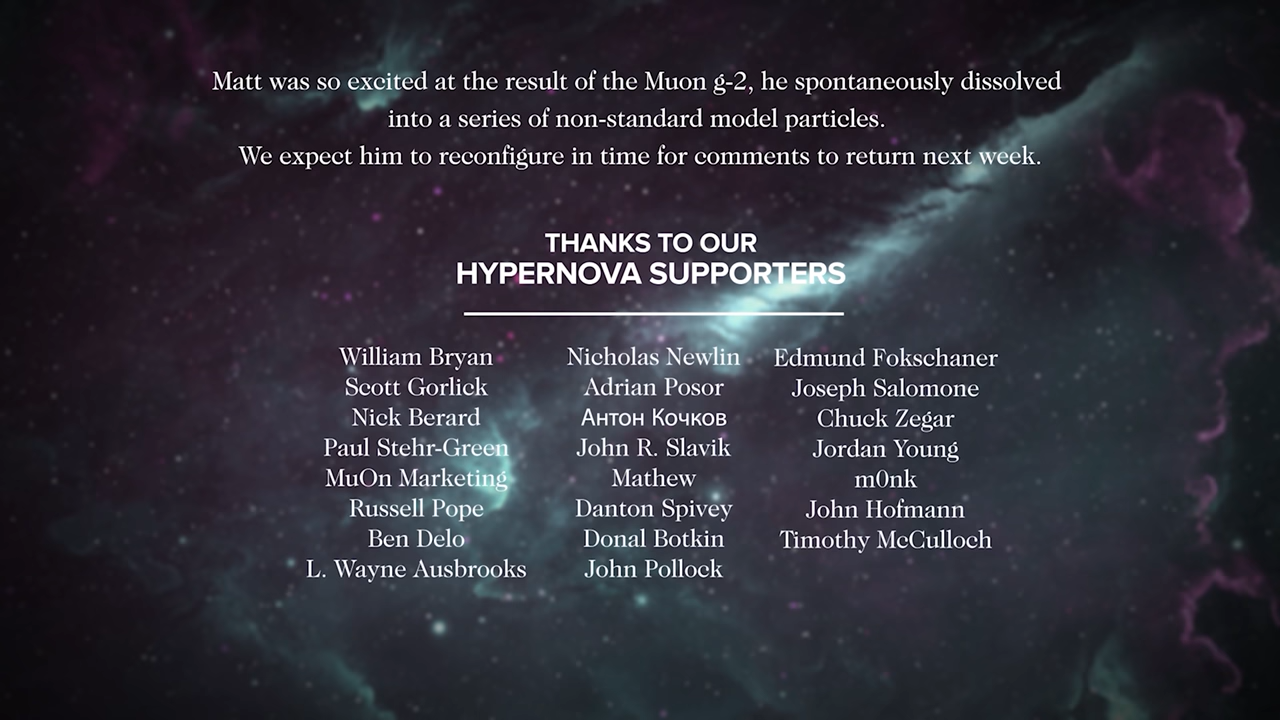 Matt was so excited at the result of the Muon g-2, he spontaneously dissolved
into a series of non-standard model particles.
We expect him to reconfigure in time for comments to return next week.
THANKS TO OUR
HYPERNOVA SUPPORTERS
William Bryan
Scott Gorlick
Nick Berard
Paul Stehr-Green
MuOn Marketing
Russell Pope
Ben Delo
L. Wayne Ausbrooks
Nicholas Newlin
Adrian Posor
Антон Кочков
John R. Slavik
Mathew
Danton Spivey
Donal Botkin
John Pollock
Edmund Fokschaner
Joseph Salomone
Chuck Zegar
Jordan Young
m0nk
John Hofmann
Timothy McCulloch